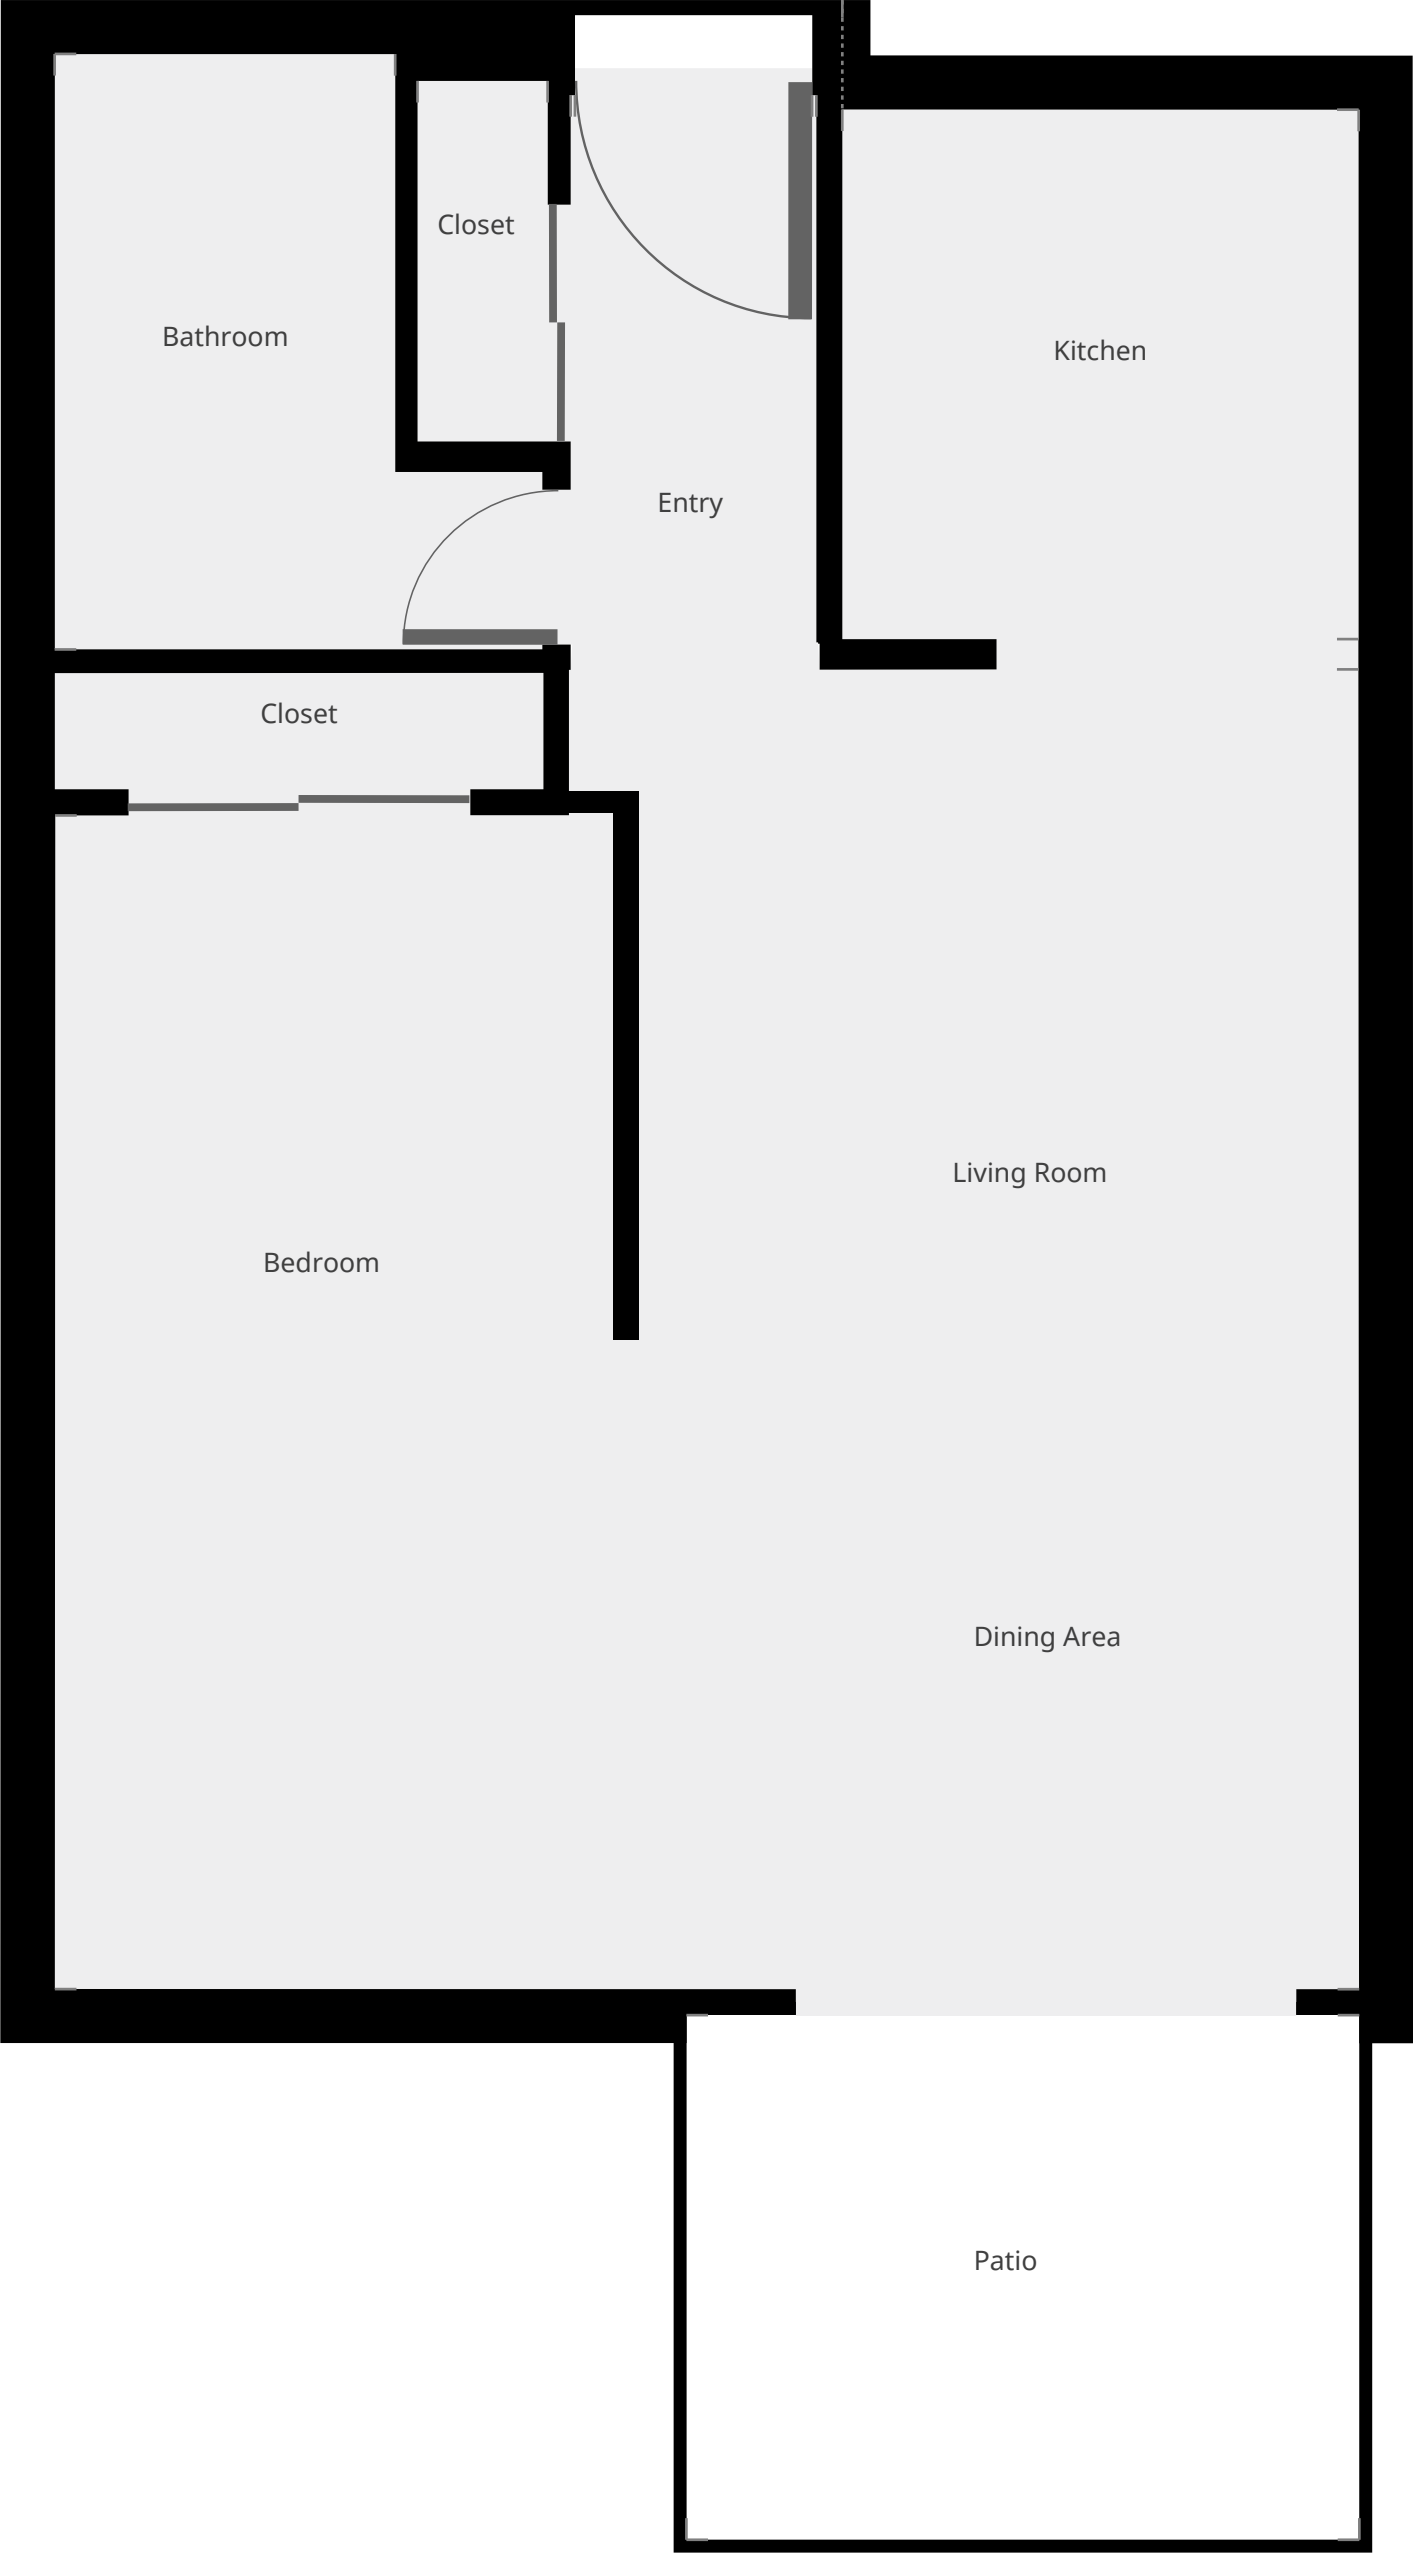 Closet
Bathroom
Kitchen
Entry
Closet
Living Room
Bedroom
Dining Area
Patio